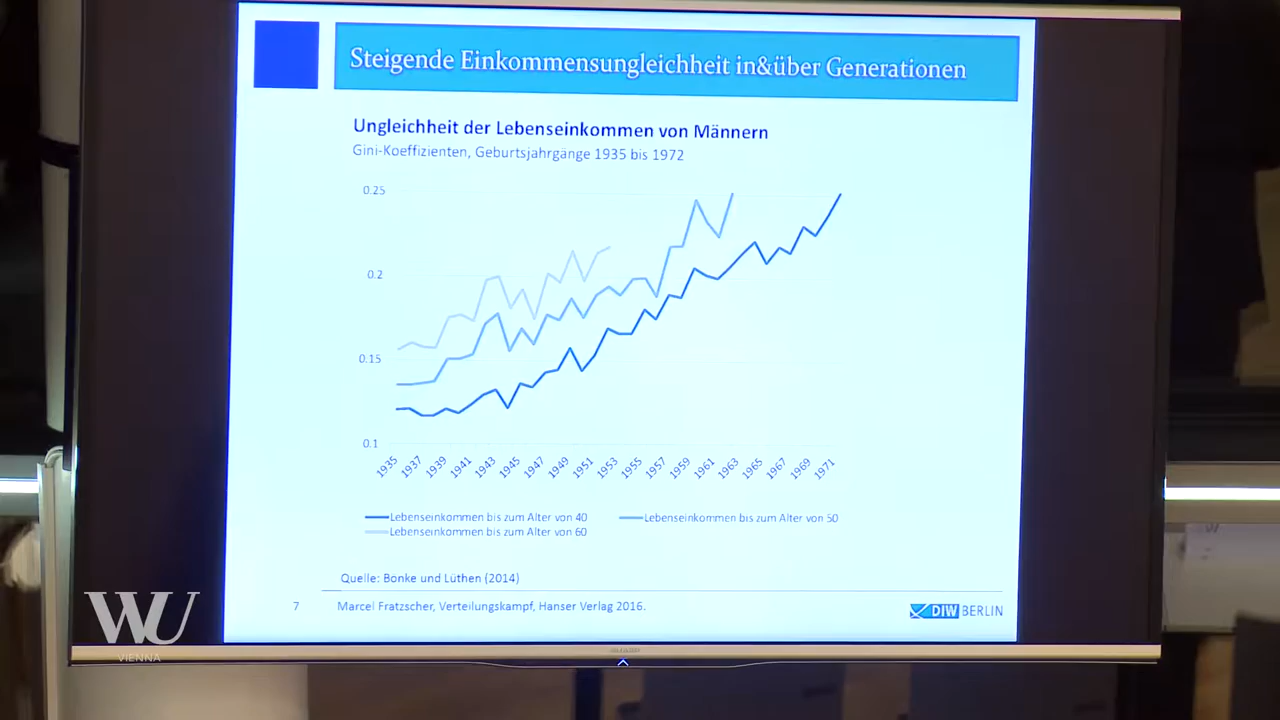 Steigende Einkommensungleichheit in&über Generationen
Ungleichheit der Lebenseinkommen von Männern
Gini-Koeffizienten, Geburtsjahrgänge 1935 bis 1972
0.25
0.2
0.15
0.1
1935 1937 1939 1941 1943 1945 1947 1949 1951 1953 1955 1957 1959 1961 1963 1965 1967 1969 1971
Lebenseinkommen bis zum Alter von 40 Lebenseinkommen bis zum Alter von 50
Lebenseinkommen bis zum Alter von 60
Quelle: Bonke und Lüthen (2014)
7 Marcel Fratzscher, Verteilungskampf, Hanser Verlag 2016.
DIW BERLIN
WU
VIENNA